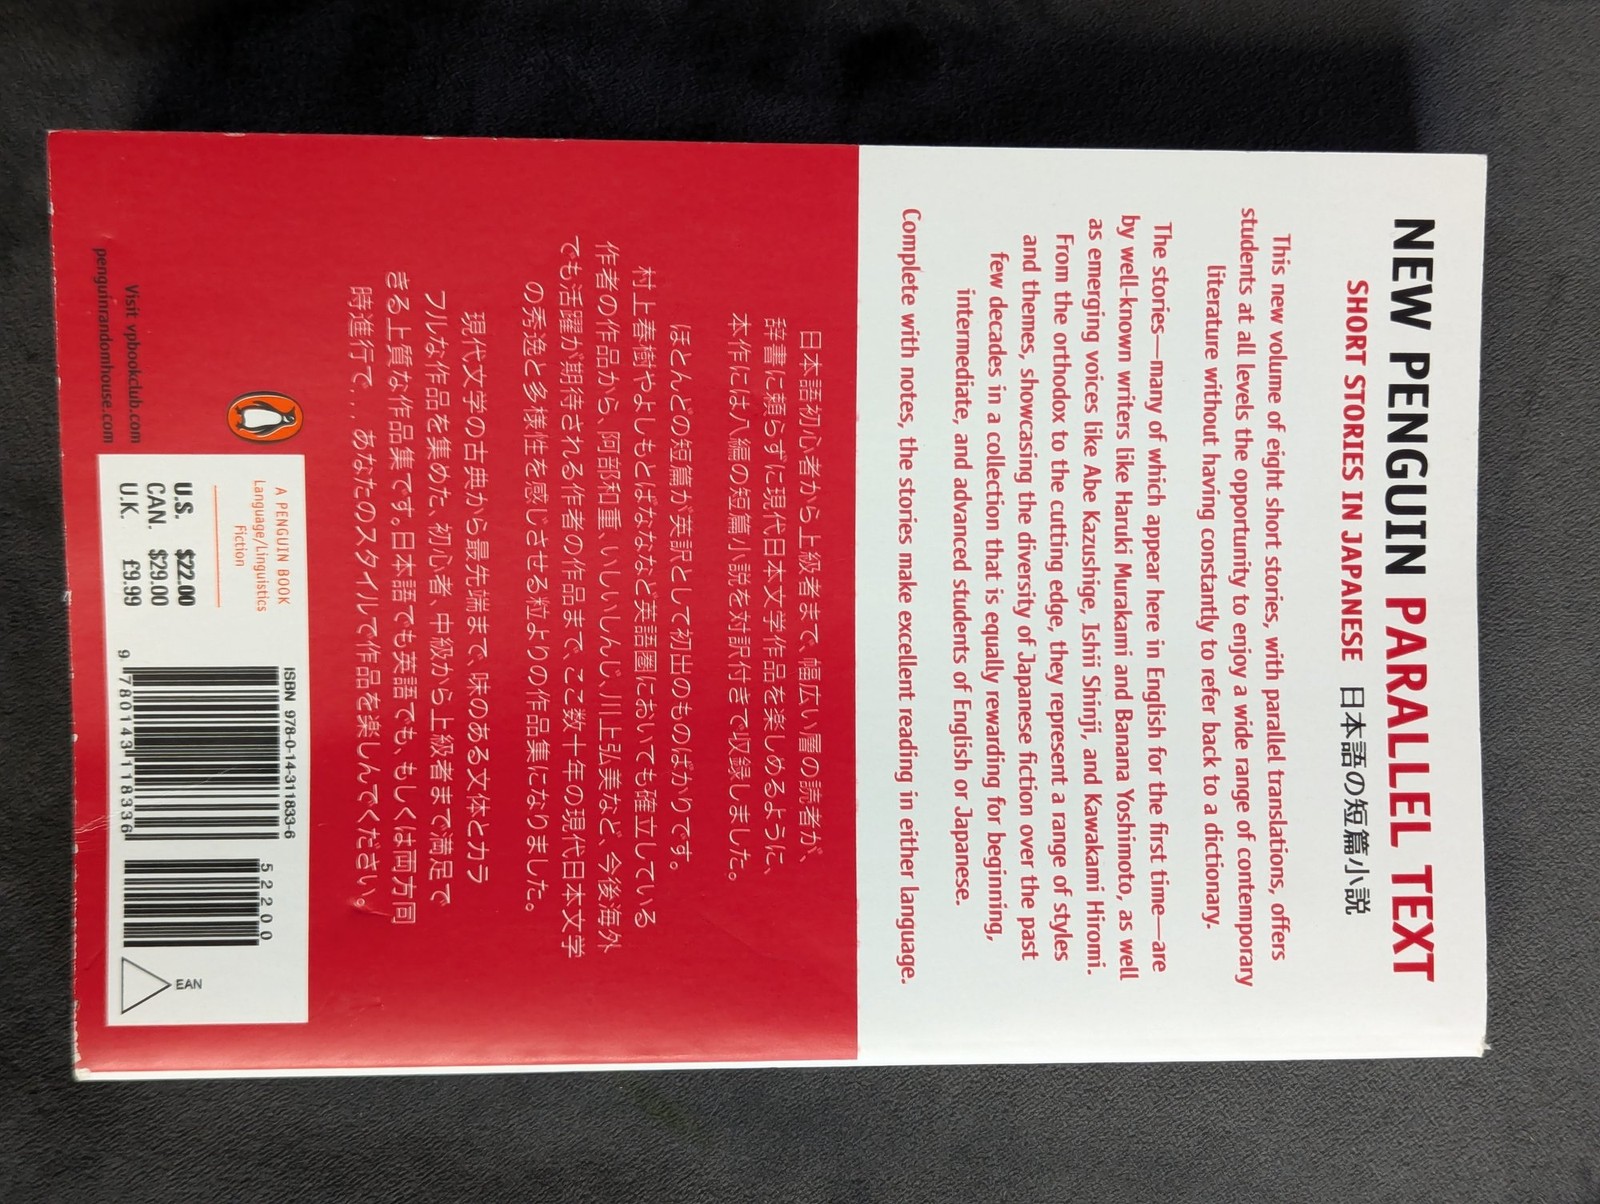 NEW PENGUIN PARALLEL TEXT
SHORT STORIES IN JAPANESE 日本語の短篇小説
This new volume of eight short stories, with parallel translations, offers
students at all levels the opportunity to enjoy a wide range of contemporary
literature without having constantly to refer back to a dictionary.
The stories—many of which appear here in English for the first time—are
by well-known writers like Haruki Murakami and Banana Yoshimoto, as well
as emerging voices like Abe Kazushige, Ishii Shinji, and Kawakami Hiromi.
From the orthodox to the cutting edge, they represent a range of styles
and themes, showcasing the diversity of Japanese fiction over the past
few decades in a collection that is equally rewarding for beginning,
intermediate, and advanced students of English or Japanese.
Complete with notes, the stories make excellent reading in either language.
日本語初心者から上級者まで、幅広い層の読者が、
辞書に頼らずに現代日本文学作品を楽しめるように、
本作には八編の短篇小説を対訳付きで収録しました。
ほとんどの短篇が英訳として初出のものばかりです。
村上春樹やよしもとばなななど英語圏においても確立している
作者の作品から、阿部和重、いしいしんじ、川上弘美など、今後海外
でも活躍が期待される作者の作品まで、ここ数十年の現代日本文学
の秀逸と多様性を感じさせる粒よりの作品集になりました。
現代文学の古典から最先端まで、味のある文体とカラ
フルな作品を集めた、初心者、中級から上級者まで満足で
きる上質な作品集です。日本語でも英語でも、もしくは両方同
時進行で...あなたのスタイルで作品を楽しんでください。
Visit vpbookclub.com
penguinrandomhouse.com
A PENGUIN BOOK
Language/Linguistics
Fiction
U.S. $22.00
CAN. $29.00
U.K. £9.99
ISBN 978-0-14-311833-6
9 780143 118336
52200
EAN